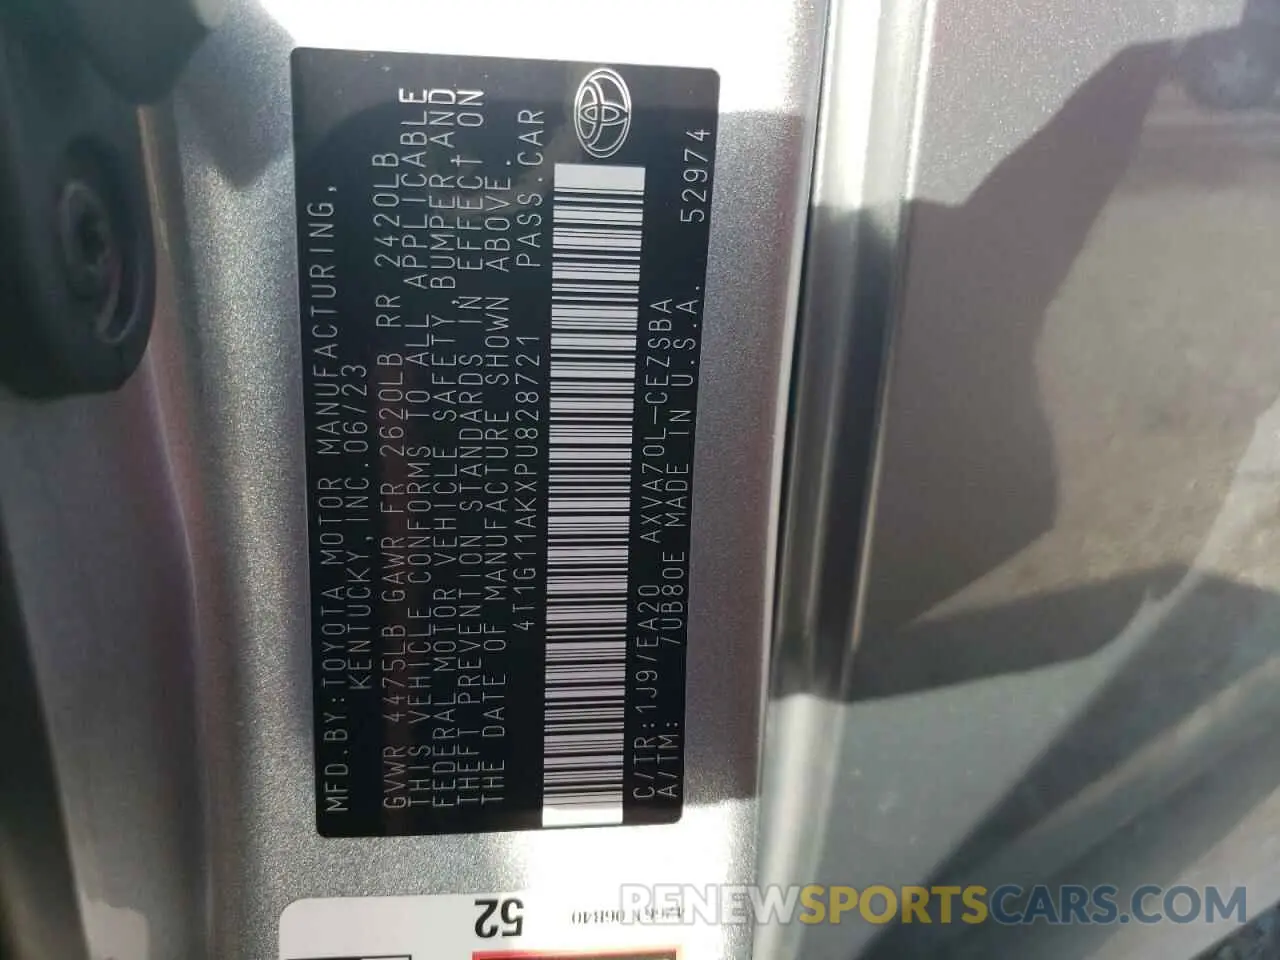 MFD.BY:TOYOTA MOTOR MANUFACTURING,
KENTUCKY,INC.06/23
GVWR 4475LB GAWR FR 2620LB RR 2420LB
THIS VEHICLE CONFORMS TO ALL APPLICABLE
FEDERAL MOTOR VEHICLE SAFETY,BUMPER,AND
THEFT PREVENTION STANDARDS IN EFFECT ON
THE DATE OF MANUFACTURE SHOWN ABOVE.
4T1G11AKXPU828721 PASS.CAR
C/TR:1J9/EA20 AXVA70L-CEZSBA
A/TM: -/UB80E MADE IN U.S.A. 52974
52
RENEWSPORTSCARS.COM